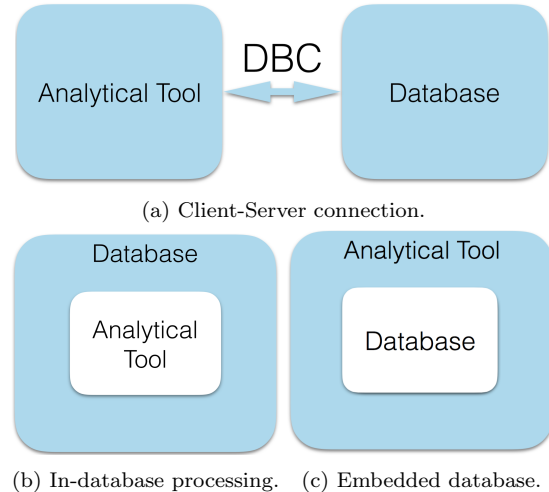 DBC
Analytical Tool
Database
(a) Client-Server connection.
Database
Analytical
Tool
Analytical Tool
Database
(b) In-database processing.
(c) Embedded database.